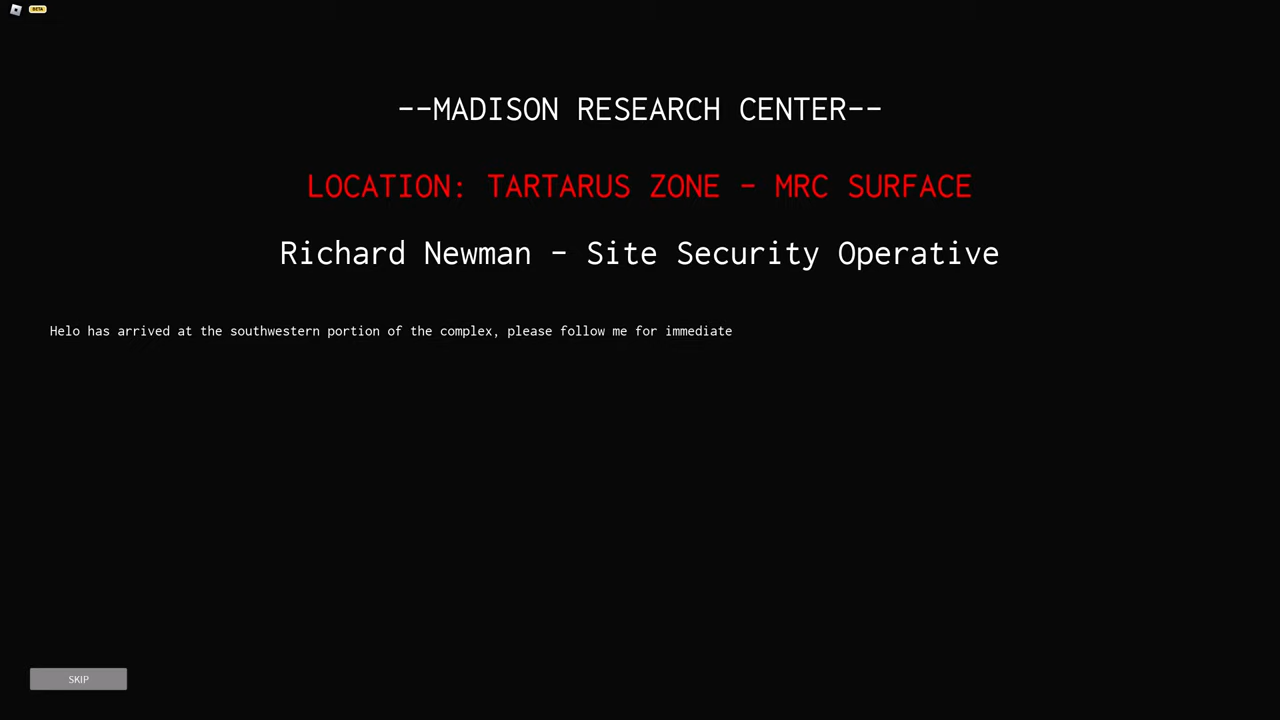 BETA
--MADISON RESEARCH CENTER--
LOCATION: TARTARUS ZONE - MRC SURFACE
Richard Newman - Site Security Operative
Helo has arrived at the southwestern portion of the complex, please follow me for immediate
SKIP